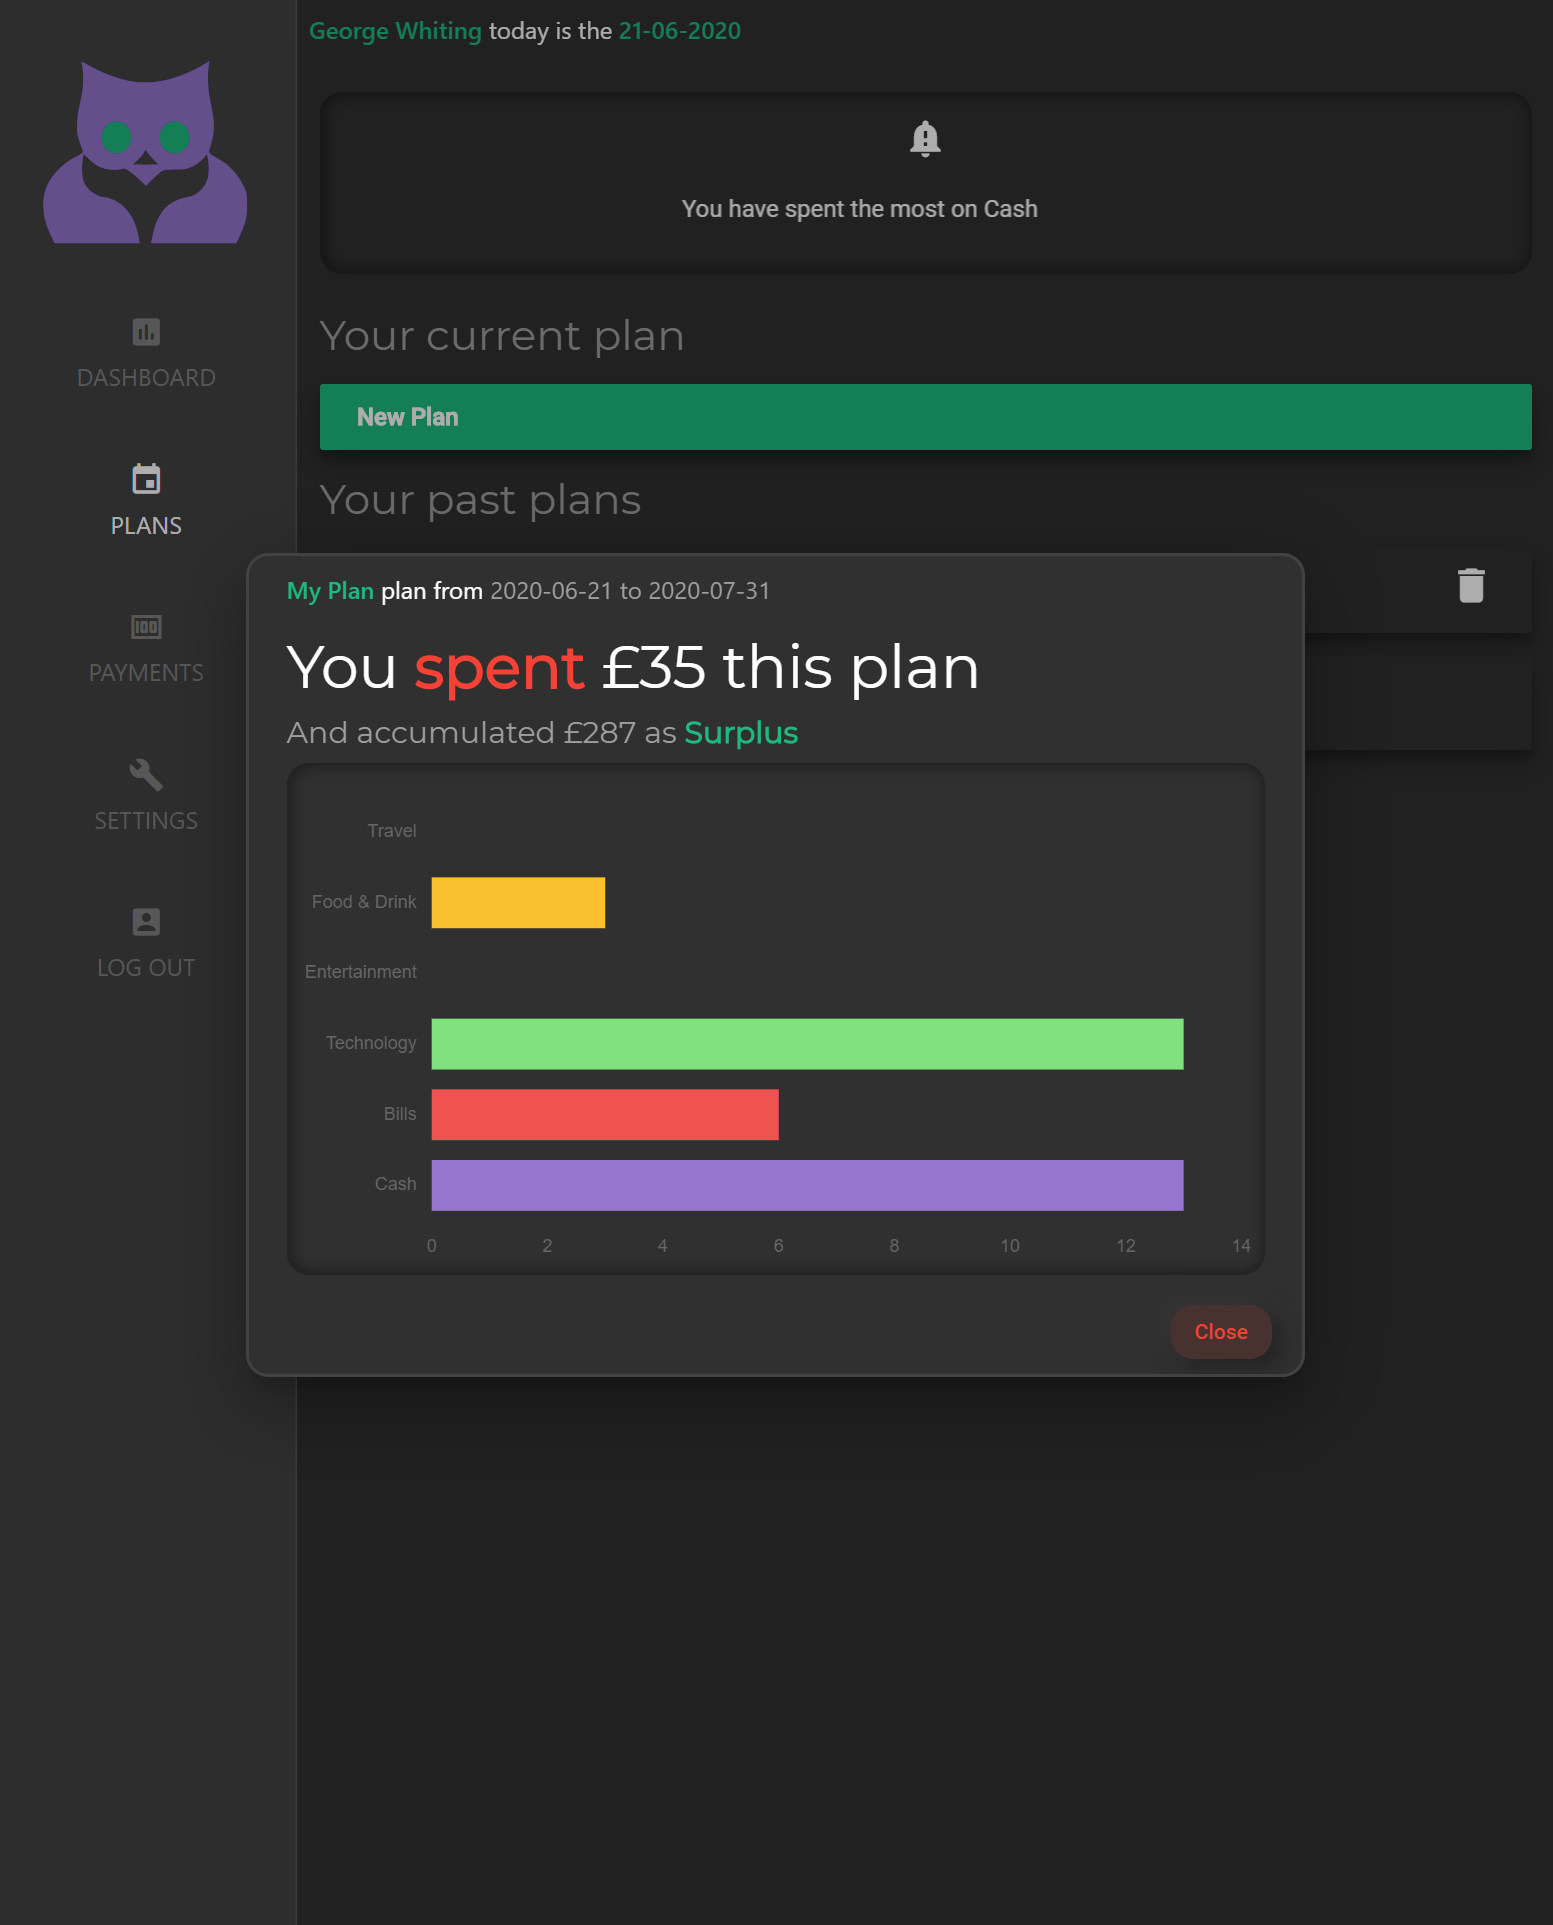 George Whiting today is the 21-06-2020
You have spent the most on Cash
DASHBOARD
PLANS
PAYMENTS
SETTINGS
LOG OUT
Your current plan
New Plan
Your past plans
My Plan plan from 2020-06-21 to 2020-07-31
You spent £35 this plan
And accumulated £287 as Surplus
Travel
Food & Drink
Entertainment
Technology
Bills
Cash
0 2 4 6 8 10 12 14
Close